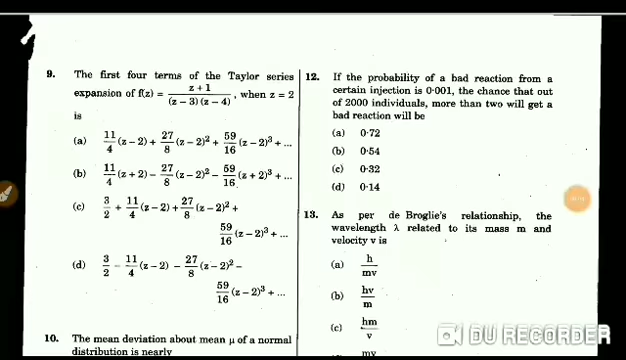 9. The first four terms of the Taylor series
expansion of f(z) = (z + 1)/((z – 3) (z – 4)), when z = 2
is
(a) 11/4 (z – 2) + 27/8 (z – 2)² + 59/16 (z – 2)³ + ...
(b) 11/4 (z + 2) – 27/8 (z – 2)² – 59/16 (z + 2)³ + ...
(c) 3/2 + 11/4 (z – 2) + 27/8 (z – 2)² +
59/16 (z – 2)³ + ...
(d) 3/2 – 11/4 (z – 2) – 27/8 (z – 2)² –
59/16 (z – 2)³ + ...
10. The mean deviation about mean μ of a normal
distribution is nearly
12. If the probability of a bad reaction from a
certain injection is 0·001, the chance that out
of 2000 individuals, more than two will get a
bad reaction will be
(a) 0·72
(b) 0·54
(c) 0·32
(d) 0·14
13. As per de Broglie's relationship, the
wavelength λ related to its mass m and
velocity v is
(a) h/mv
(b) hv/m
(c) hm/v
mv
DU RECORDER